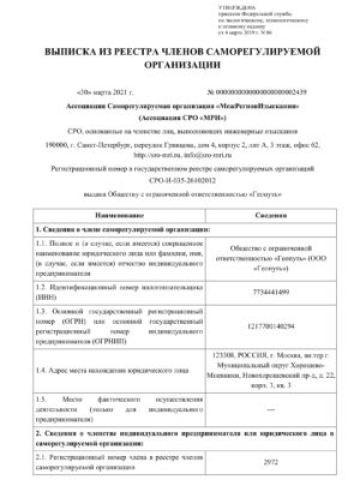 УТВЕРЖДЕНА
приказом Федеральной службы
по экологическому, технологическому
и атомному надзору
от 4 марта 2019 г. N 86
ВЫПИСКА ИЗ РЕЕСТРА ЧЛЕНОВ САМОРЕГУЛИРУЕМОЙ
ОРГАНИЗАЦИИ
«30» марта 2021 г.
№ 0000000000000000000002439
Ассоциация Саморегулируемая организация «МежРегионИзыскания»
(Ассоциация СРО «МРИ»)
СРО, основанные на членстве лиц, выполняющих инженерные изыскания
190000, г. Санкт-Петербург, переулок Гривцова, дом 4, корпус 2, лит А, 3 этаж, офис 62,
http://sro-mri.ru, info@sro-mri.ru
Регистрационный номер в государственном реестре саморегулируемых организаций
СРО-И-035-26102012
выдана Обществу с ограниченной ответственностью «Геопуть»
Наименование
Сведения
1. Сведения о члене саморегулируемой организации:
1.1. Полное и (в случае, если имеется) сокращенное
наименование юридического лица или фамилия, имя,
(в случае, если имеется) отчество индивидуального
предпринимателя
Общество с ограниченной
ответственностью «Геопуть» (ООО
«Геопуть»)
1.2. Идентификационный номер налогоплательщика
(ИНН)
7734441499
1.3. Основной государственный регистрационный
номер (ОГРН) или основной государственный
регистрационный номер индивидуального
предпринимателя (ОГРНИП)
1217700140294
1.4. Адрес места нахождения юридического лица
123308, РОССИЯ, г. Москва, вн.тер.г.
Муниципальный округ Хорошево-
Мневники, Новохорошевский пр-д, д. 22,
корп. 3, кв. 3
1.5. Место фактического осуществления
деятельности (только для индивидуального
предпринимателя)
---
2. Сведения о членстве индивидуального предпринимателя или юридического лица в
саморегулируемой организации:
2.1. Регистрационный номер члена в реестре членов
саморегулируемой организации
2972